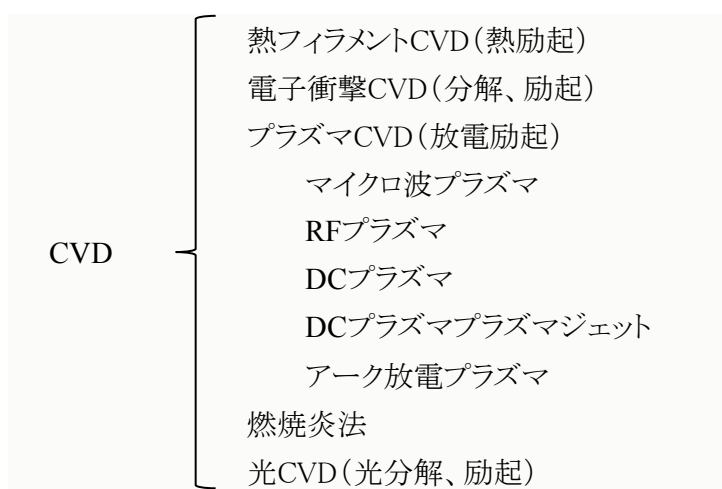 熱フィラメントCVD(熱励起)
電子衝撃CVD(分解、励起)
プラズマCVD(放電励起)
マイクロ波プラズマ
RFプラズマ
CVD
DCプラズマ
DCプラズマプラズマジェット
アーク放電プラズマ
燃焼炎法
光CVD(光分解、励起)